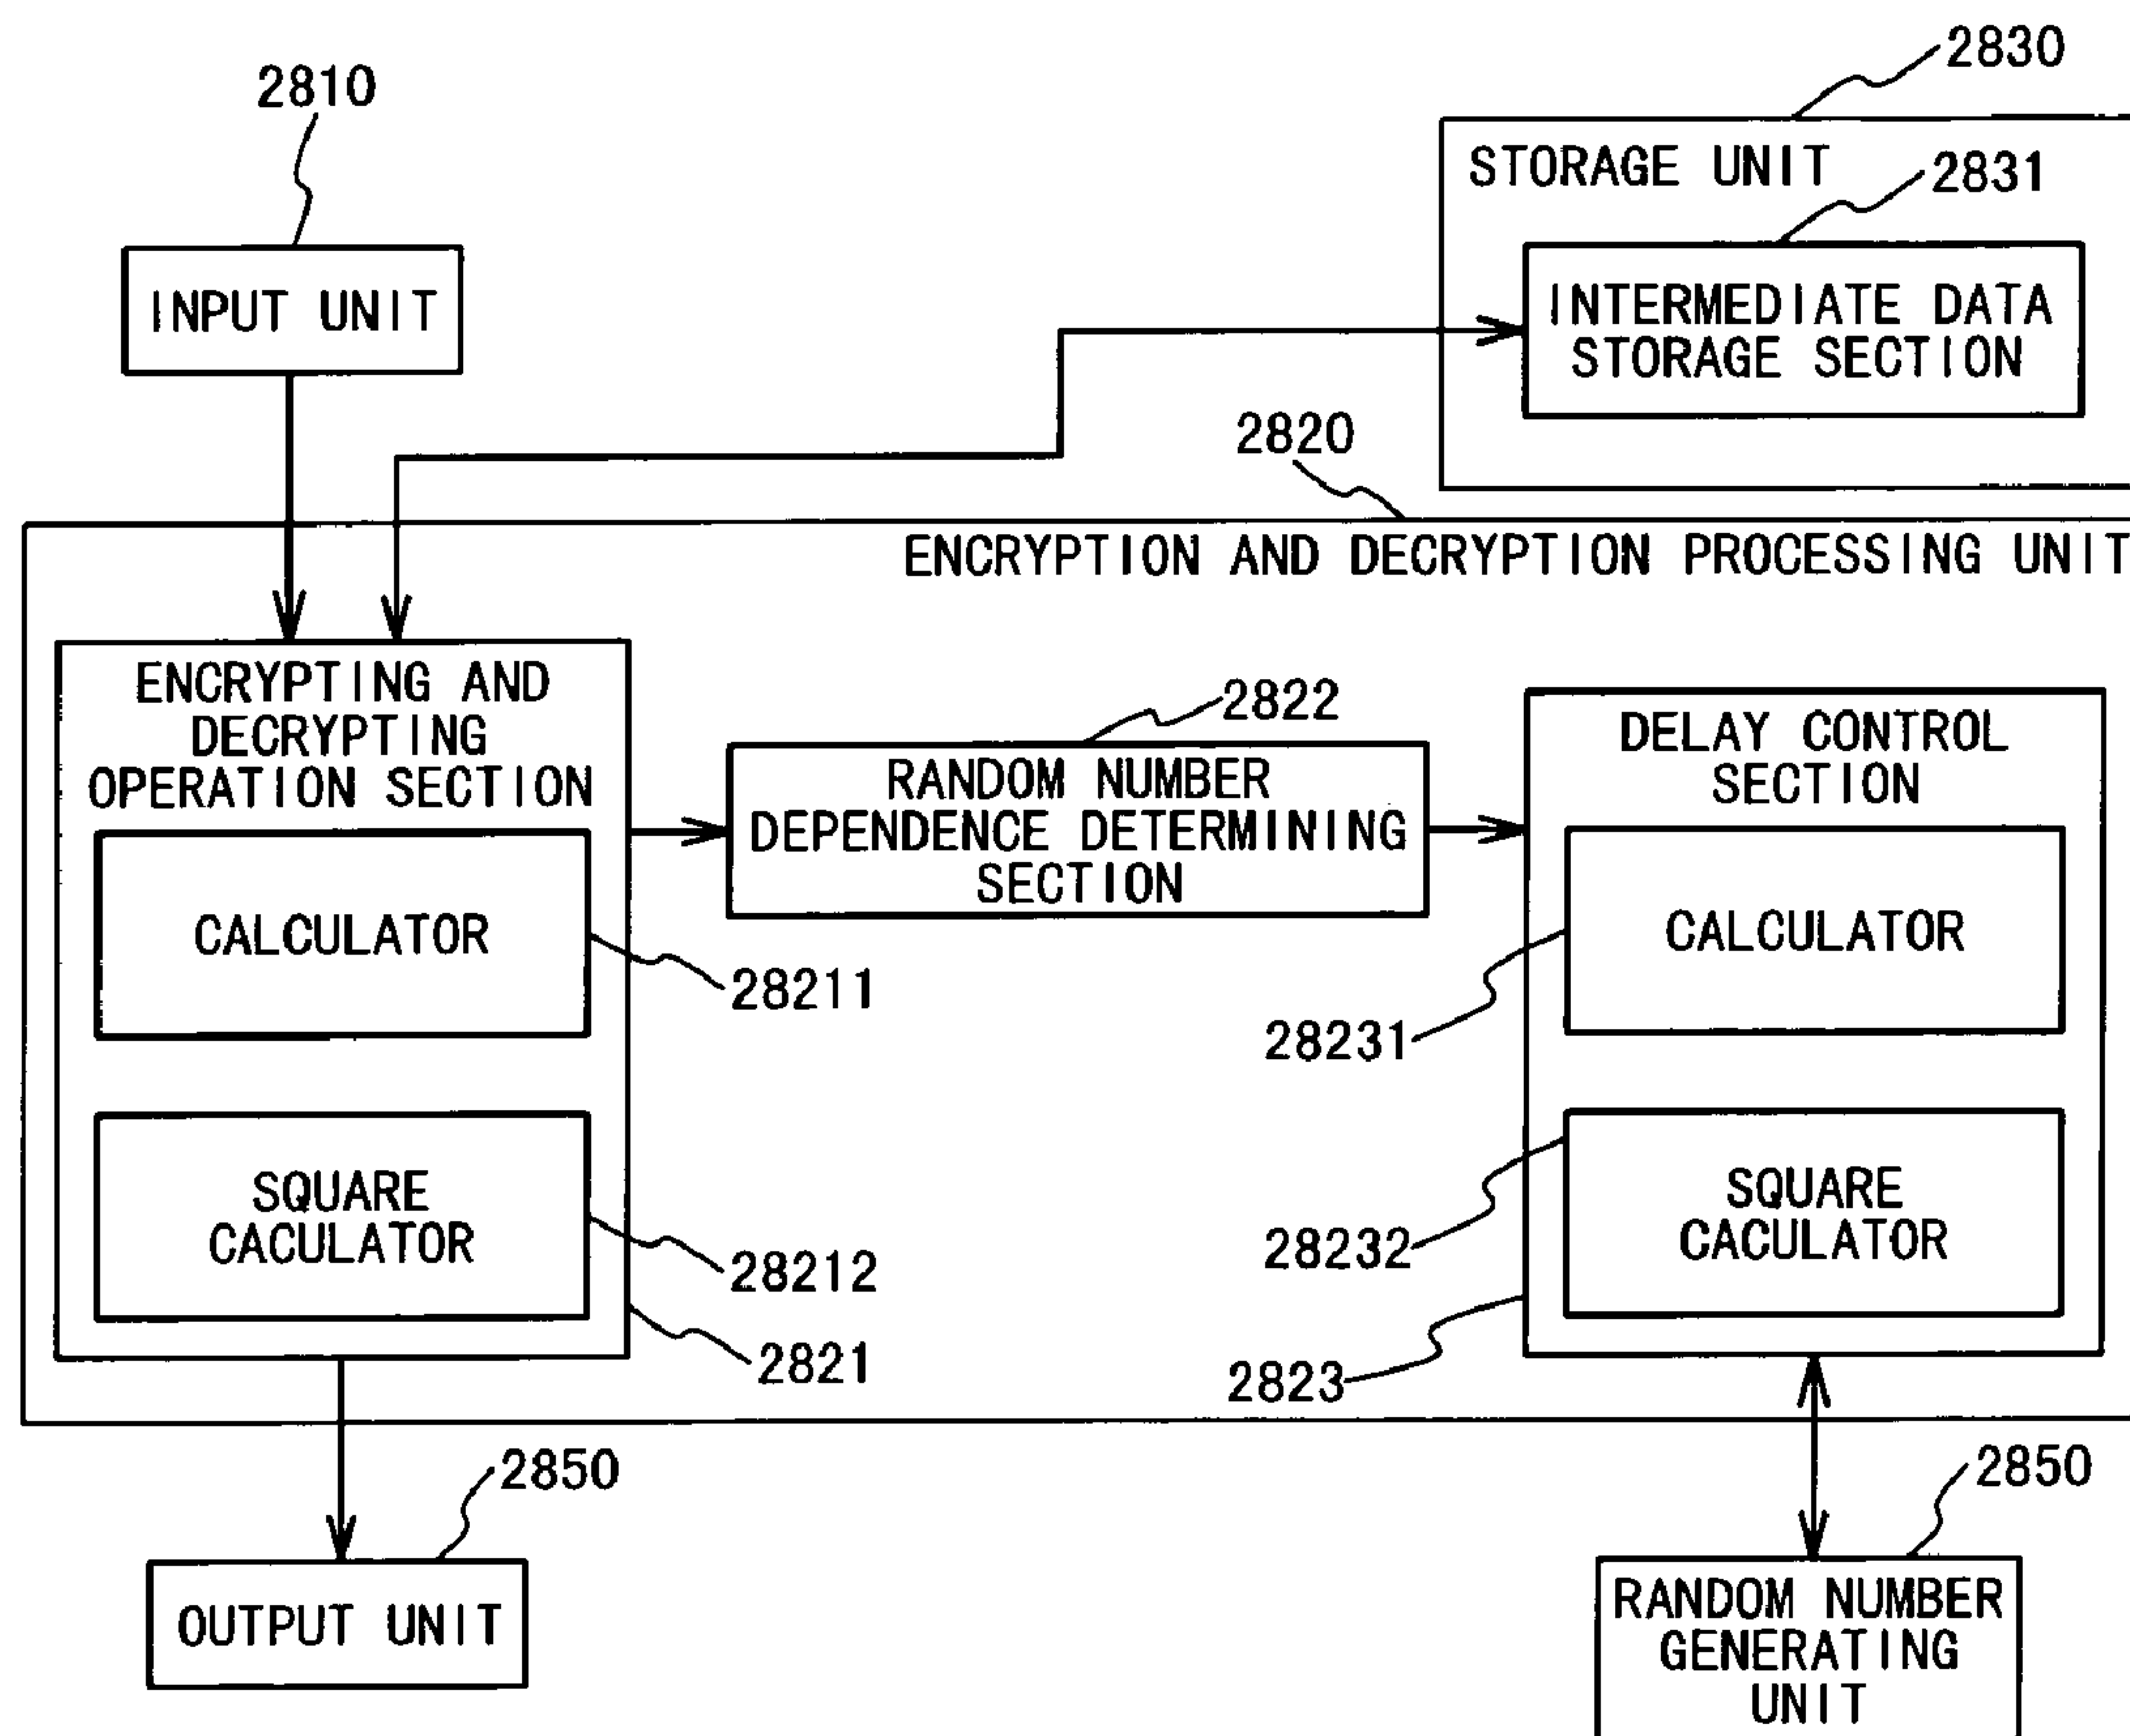 2830
2810
STORAGE UNIT
2831
INPUT UNIT
INTERMEDIATE DATA
STORAGE SECTION
2820
ENCRYPTION AND DECRYPTION PROCESSING UNIT
ENCRYPTING AND
DECRYPTING
OPERATION SECTION
2822
RANDOM NUMBER
DEPENDENCE DETERMINING
SECTION
DELAY CONTROL
SECTION
CALCULATOR
28211
CALCULATOR
28231
SQUARE
CACULATOR
28212
SQUARE
CACULATOR
28232
2821
2823
2850
OUTPUT UNIT
2850
RANDOM NUMBER
GENERATING
UNIT